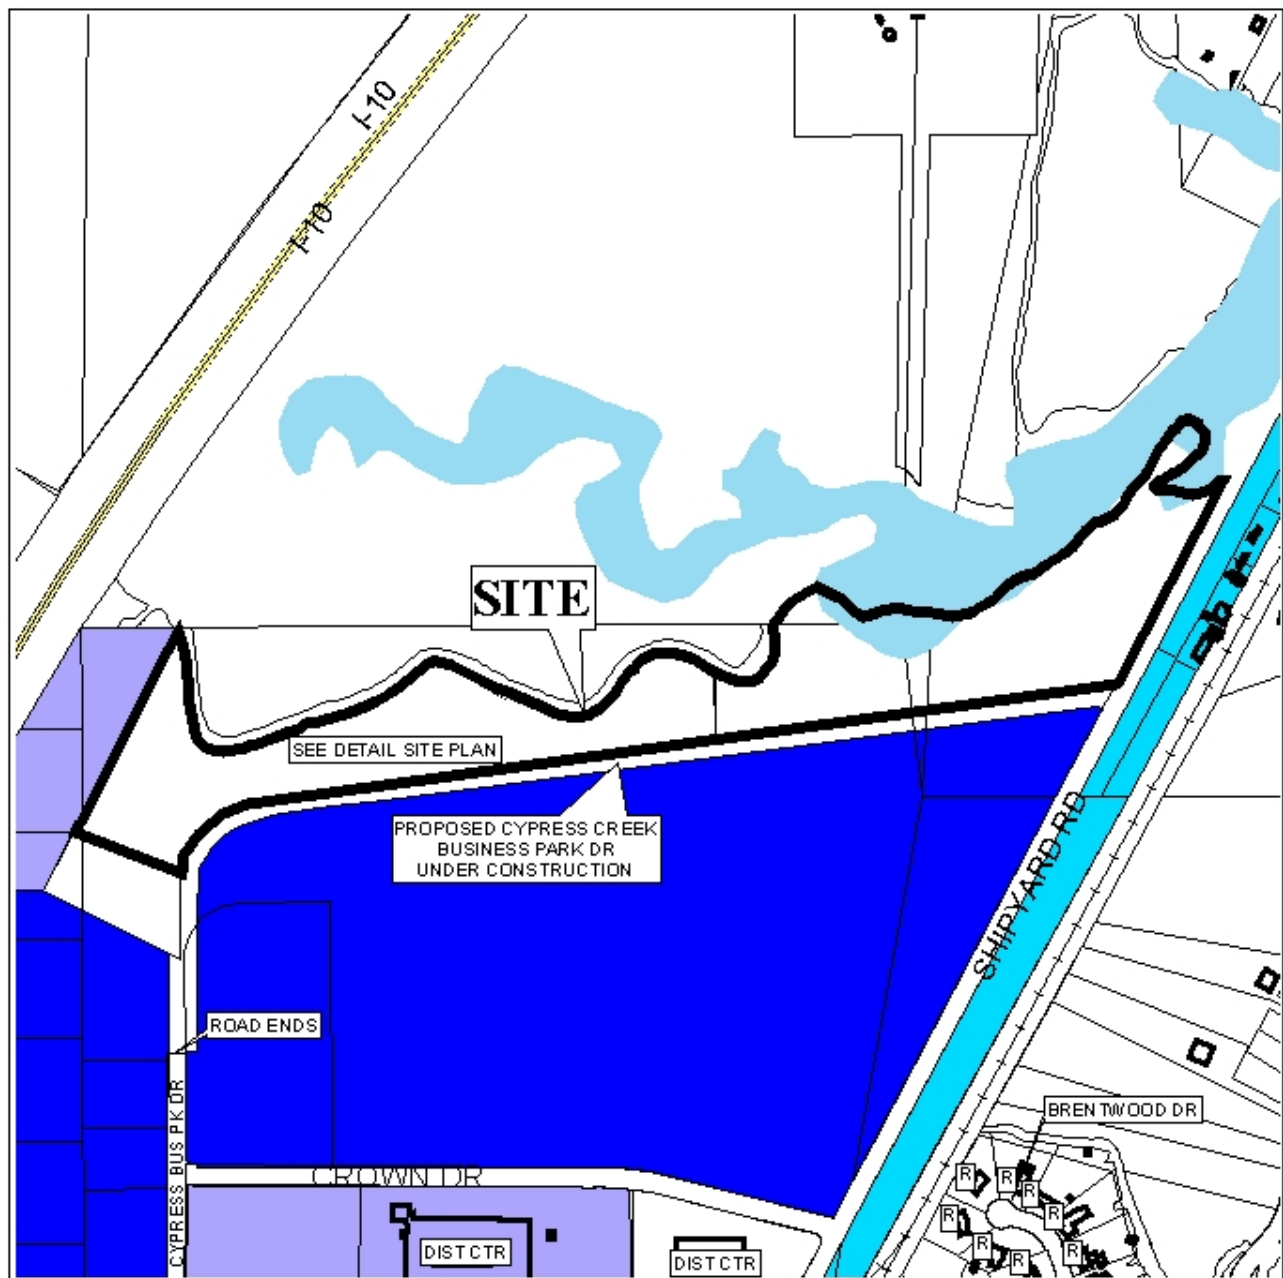 I-10
I-10
SITE
SEE DETAIL SITE PLAN
PROPOSED CYPRESS CREEK
BUSINESS PARK DR
UNDER CONSTRUCTION
SHIPYARD RD
ROAD ENDS
CYPRESS BUS PK DR
BRENTWOOD DR
CROWN DR
R
R
R
R
R
R
R
R
DIST CTR
DIST CTR